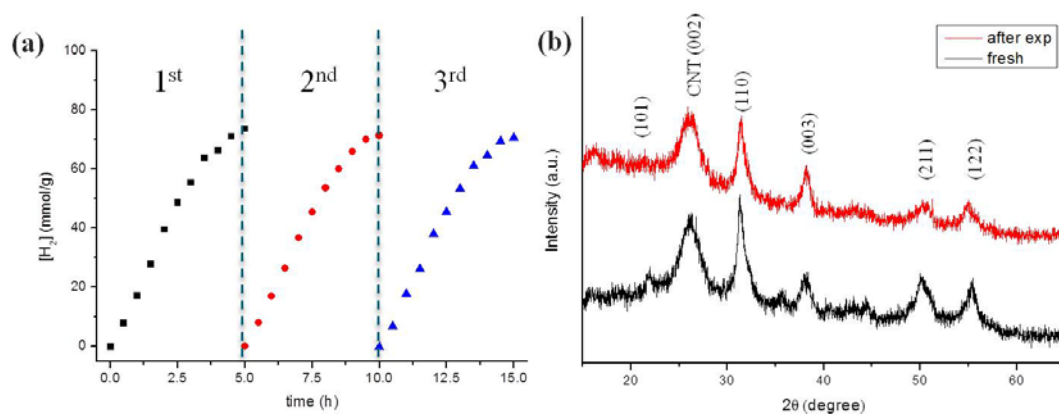 (a)
1st
2nd
3rd
[H2] (mmol/g)
100
80
60
40
20
0
0.0
2.5
5.0
7.5
10.0
12.5
15.0
time (h)
(b)
after exp
fresh
(101)
CNT (002)
(110)
(003)
(211)
(122)
Intensity (a.u.)
20
30
40
50
60
2θ (degree)